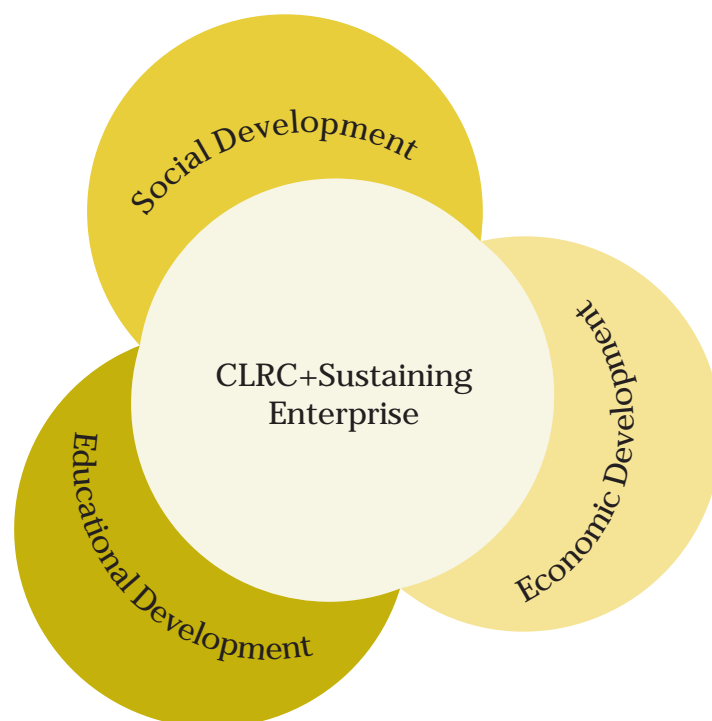 Social Development
CLRC+Sustaining
Enterprise
Economic Development
Educational Development